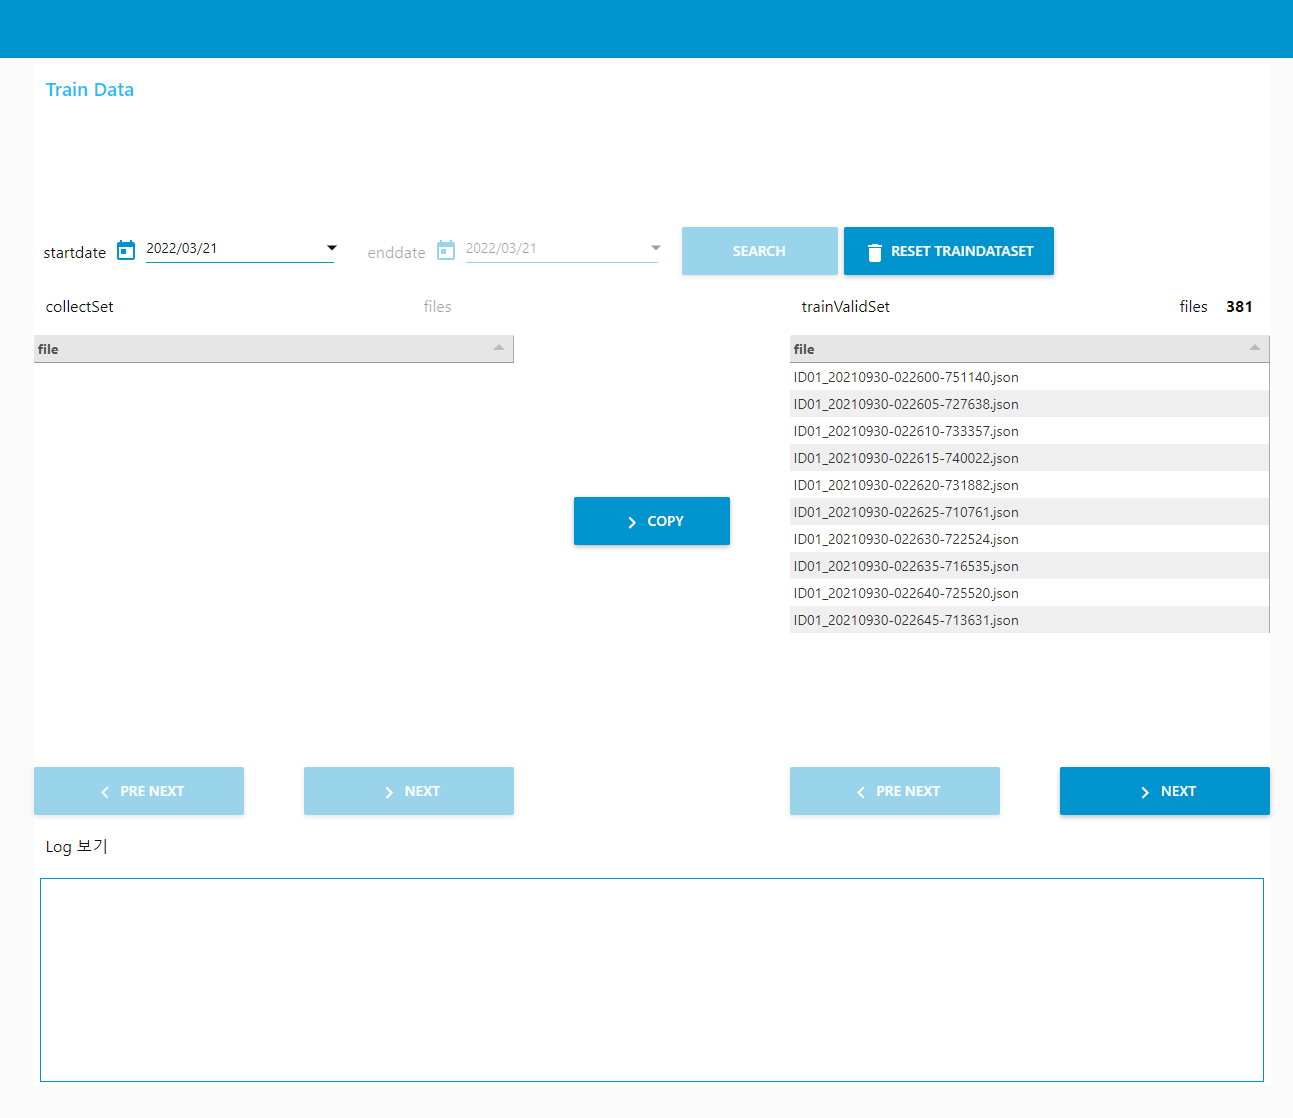 Train Data
startdate 2022/03/21 enddate 2022/03/21 SEARCH RESET TRAINDATASET
collectSet files trainValidSet files 381
file file
ID01_20210930-022600-751140.json
ID01_20210930-022605-727638.json
ID01_20210930-022610-733357.json
ID01_20210930-022615-740022.json
ID01_20210930-022620-731882.json
ID01_20210930-022625-710761.json
COPY
ID01_20210930-022630-722524.json
ID01_20210930-022635-716535.json
ID01_20210930-022640-725520.json
ID01_20210930-022645-713631.json
PRE NEXT NEXT PRE NEXT NEXT
Log 보기